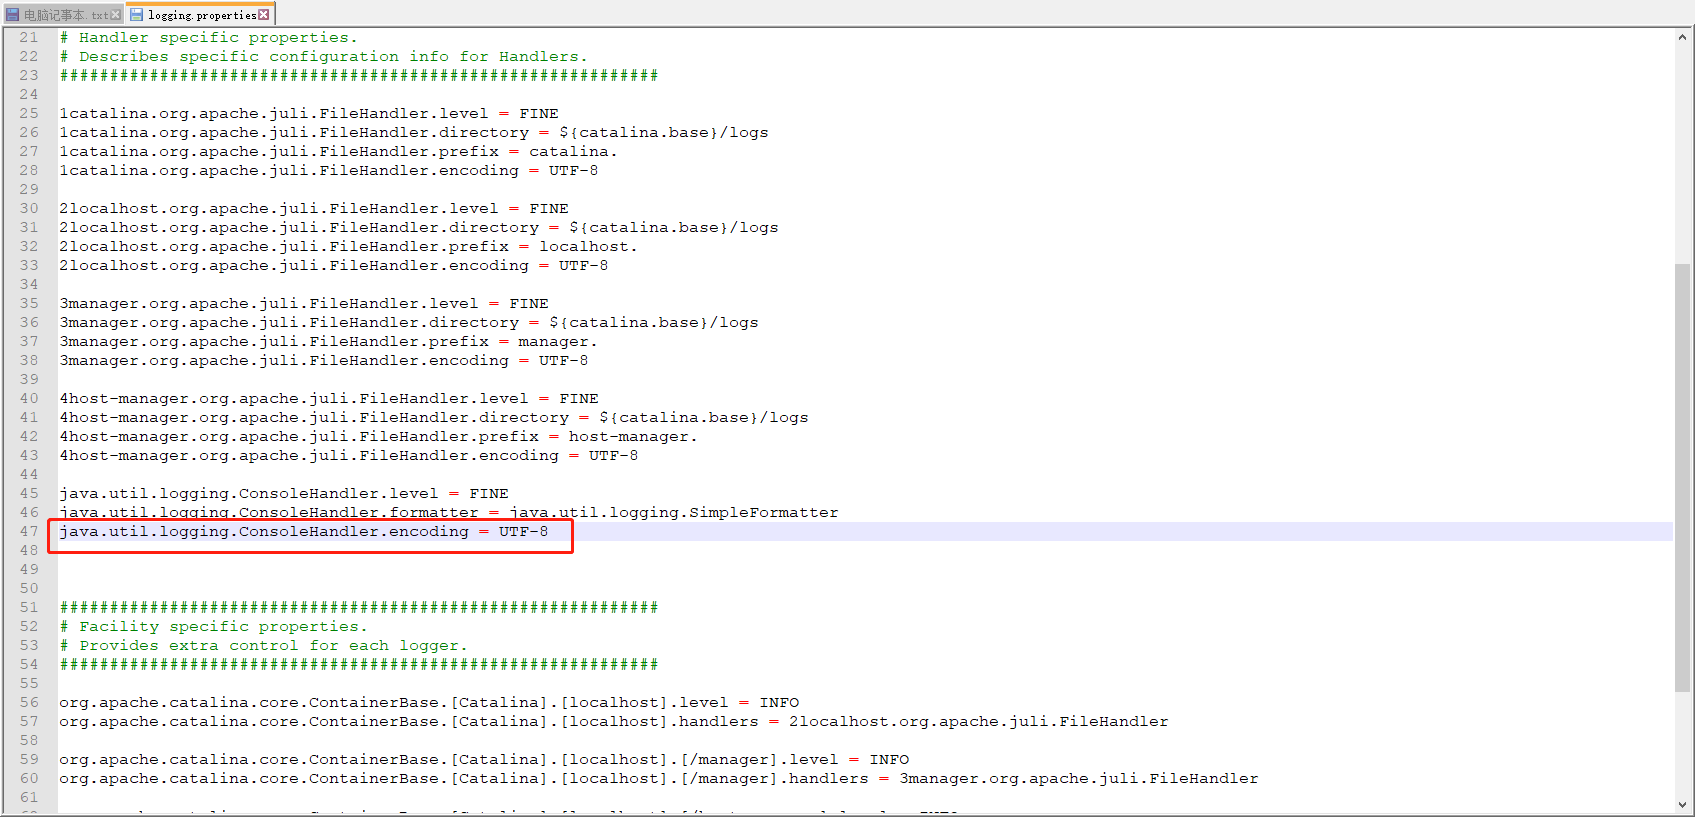 电脑记事本.txt
logging.properties
21 # Handler specific properties.
22 # Describes specific configuration info for Handlers.
23 ############################################################
24
25 1catalina.org.apache.juli.FileHandler.level = FINE
26 1catalina.org.apache.juli.FileHandler.directory = ${catalina.base}/logs
27 1catalina.org.apache.juli.FileHandler.prefix = catalina.
28 1catalina.org.apache.juli.FileHandler.encoding = UTF-8
29
30 2localhost.org.apache.juli.FileHandler.level = FINE
31 2localhost.org.apache.juli.FileHandler.directory = ${catalina.base}/logs
32 2localhost.org.apache.juli.FileHandler.prefix = localhost.
33 2localhost.org.apache.juli.FileHandler.encoding = UTF-8
34
35 3manager.org.apache.juli.FileHandler.level = FINE
36 3manager.org.apache.juli.FileHandler.directory = ${catalina.base}/logs
37 3manager.org.apache.juli.FileHandler.prefix = manager.
38 3manager.org.apache.juli.FileHandler.encoding = UTF-8
39
40 4host-manager.org.apache.juli.FileHandler.level = FINE
41 4host-manager.org.apache.juli.FileHandler.directory = ${catalina.base}/logs
42 4host-manager.org.apache.juli.FileHandler.prefix = host-manager.
43 4host-manager.org.apache.juli.FileHandler.encoding = UTF-8
44
45 java.util.logging.ConsoleHandler.level = FINE
46 java.util.logging.ConsoleHandler.formatter = java.util.logging.SimpleFormatter
47 java.util.logging.ConsoleHandler.encoding = UTF-8
48
49
50
51 ############################################################
52 # Facility specific properties.
53 # Provides extra control for each logger.
54 ############################################################
55
56 org.apache.catalina.core.ContainerBase.[Catalina].[localhost].level = INFO
57 org.apache.catalina.core.ContainerBase.[Catalina].[localhost].handlers = 2localhost.org.apache.juli.FileHandler
58
59 org.apache.catalina.core.ContainerBase.[Catalina].[localhost].[/manager].level = INFO
60 org.apache.catalina.core.ContainerBase.[Catalina].[localhost].[/manager].handlers = 3manager.org.apache.juli.FileHandler
61